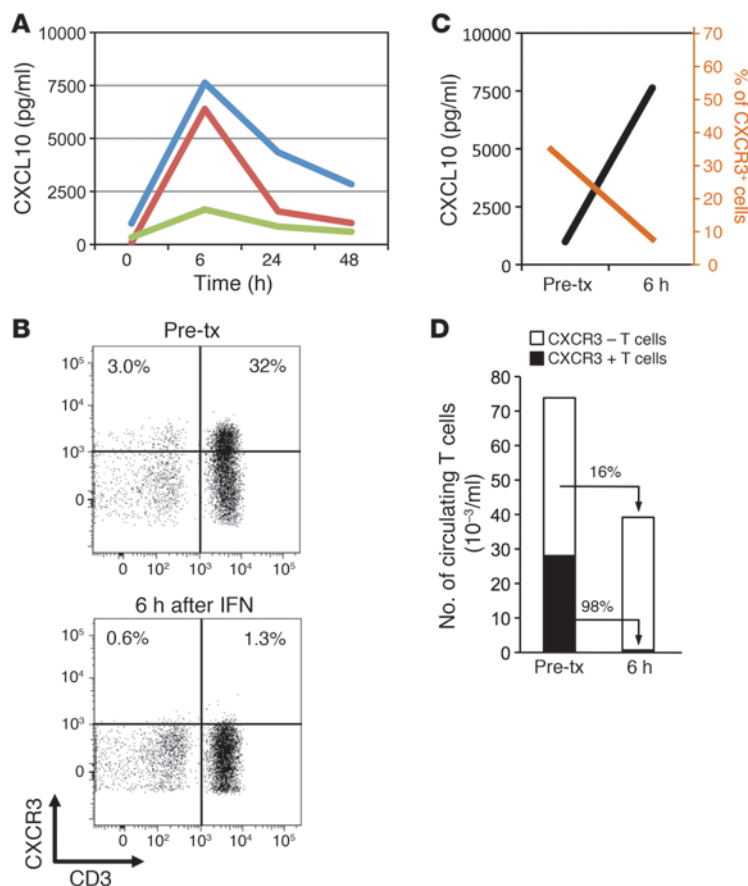 A
CXCL10 (pg/ml)
10000
7500
5000
2500
0
0 6 24 48
Time (h)
B
Pre-tx
3.0% 32%
10⁵
10⁴
10³
0
0 10² 10³ 10⁴ 10⁵
6 h after IFN
0.6% 1.3%
10⁵
10⁴
10³
0
0 10² 10³ 10⁴ 10⁵
CXCR3
CD3
C
CXCL10 (pg/ml)
10000
7500
5000
2500
0
70
60
50
40
30
20
10
0
% of CXCR3⁺
cells
Pre-tx 6 h
D
CXCR3 – T cells
CXCR3 + T cells
No. of circulating T cells
(10⁻³/ml)
80
70
60
50
40
30
20
10
0
16%
98%
Pre-tx 6 h